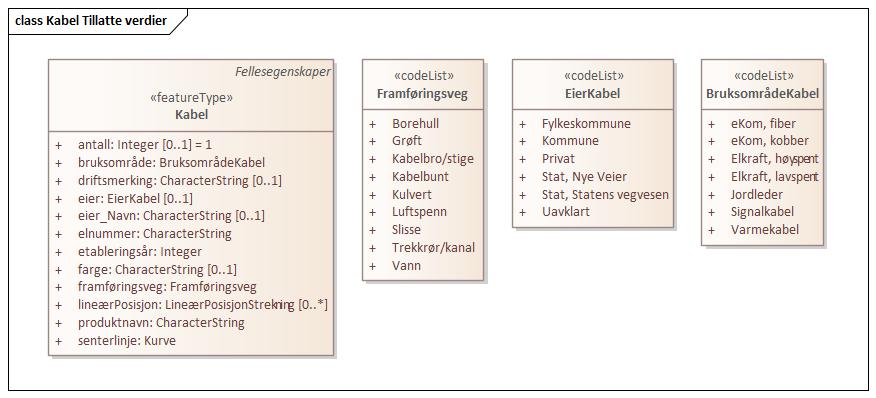 class Kabel Tillatte verdier
Fellesegenskaper
«featureType»
Kabel
+ antall: Integer [0..1] = 1
+ bruksområde: BruksområdeKabel
+ driftsmerking: CharacterString [0..1]
+ eier: EierKabel [0..1]
+ eier_Navn: CharacterString [0..1]
+ elnummer: CharacterString
+ etableringsår: Integer
+ farge: CharacterString [0..1]
+ framføringsveg: Framføringsveg
+ lineærPosisjon: LineærPosisjonStrekning [0..*]
+ produktnavn: CharacterString
+ senterlinje: Kurve
«codeList»
Framføringsveg
+ Borehull
+ Grøft
+ Kabelbro/stige
+ Kabelbunt
+ Kulvert
+ Luftspenn
+ Slisse
+ Trekkrør/kanal
+ Vann
«codeList»
EierKabel
+ Fylkeskommune
+ Kommune
+ Privat
+ Stat, Nye Veier
+ Stat, Statens vegvesen
+ Uavklart
«codeList»
BruksområdeKabel
+ eKom, fiber
+ eKom, kobber
+ Elkraft, høyspent
+ Elkraft, lavspent
+ Jordleder
+ Signalkabel
+ Varmekabel